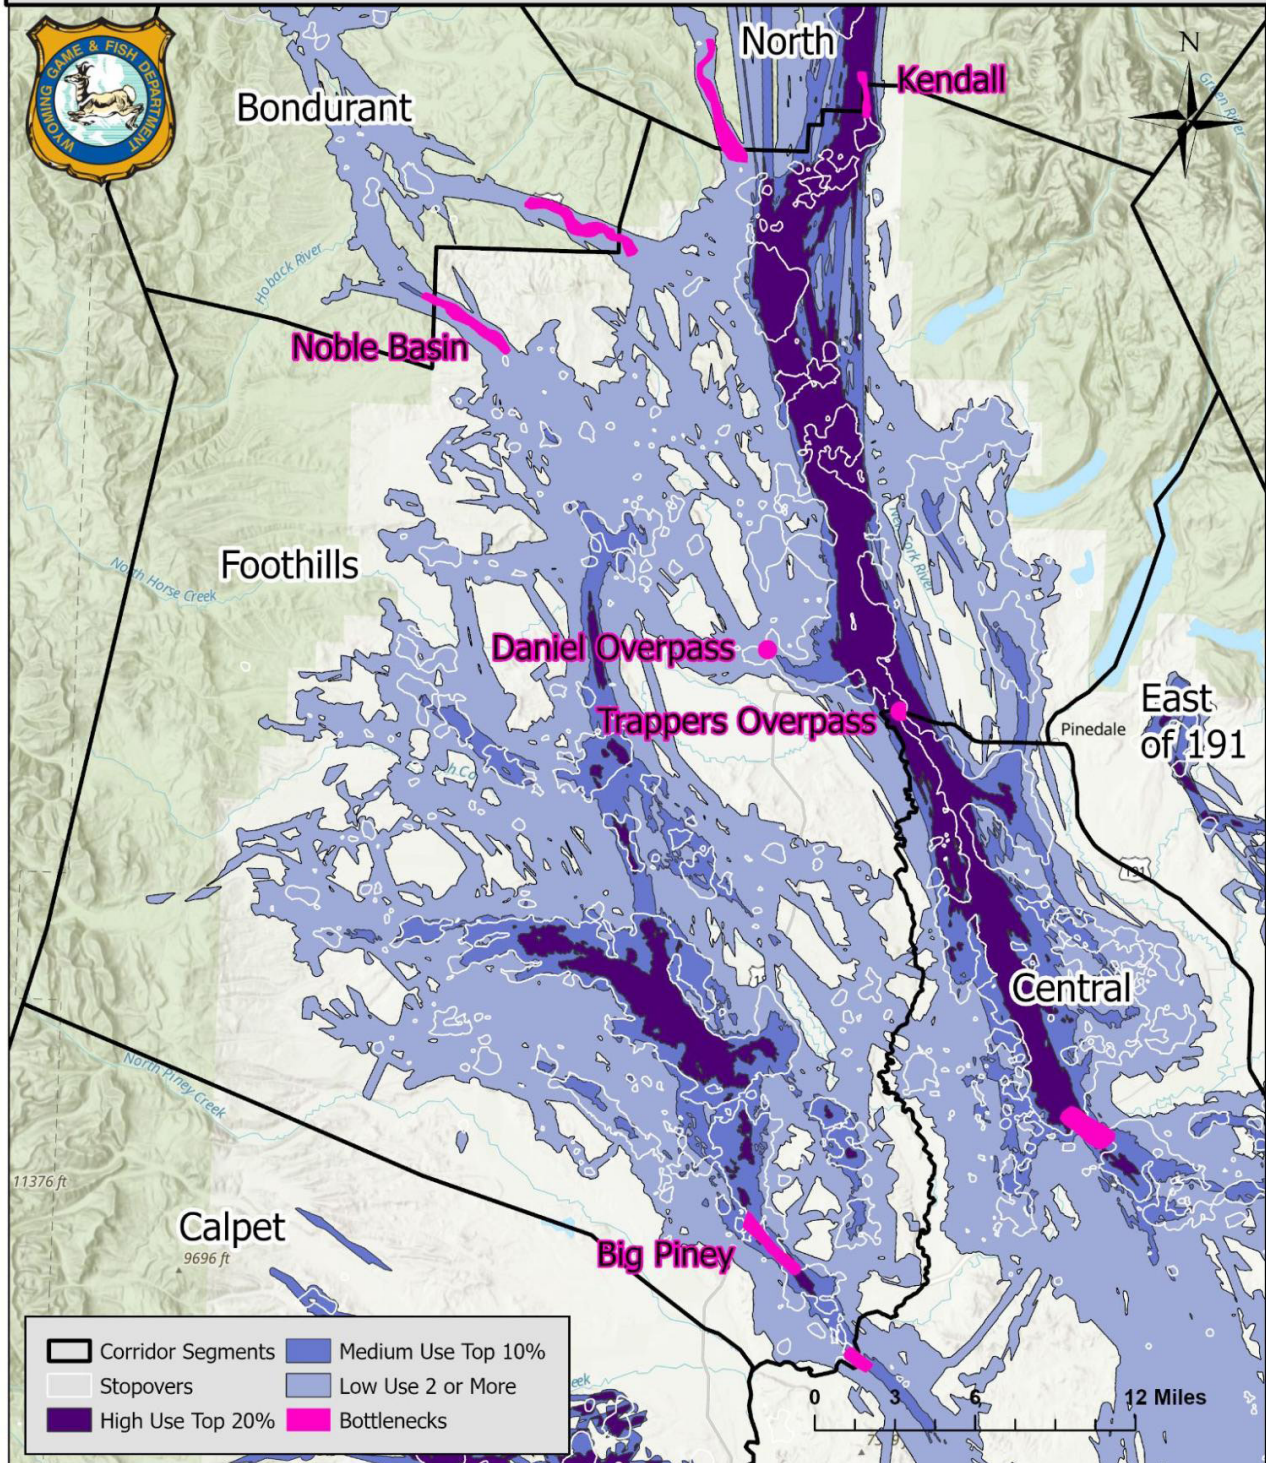 WYOMING GAME & FISH DEPARTMENT
North
N
Kendall
Bondurant
Green River
Hoback River
Noble Basin
Foothills
North Horse Creek
New Fork River
Daniel Overpass
Trappers Overpass
Pinedale
East
of 191
191
Central
North Piney Creek
11376 ft
Calpet
9696 ft
Big Piney
Corridor Segments
Stopovers
High Use Top 20%
Medium Use Top 10%
Low Use 2 or More
Bottlenecks
0 3 6 12 Miles